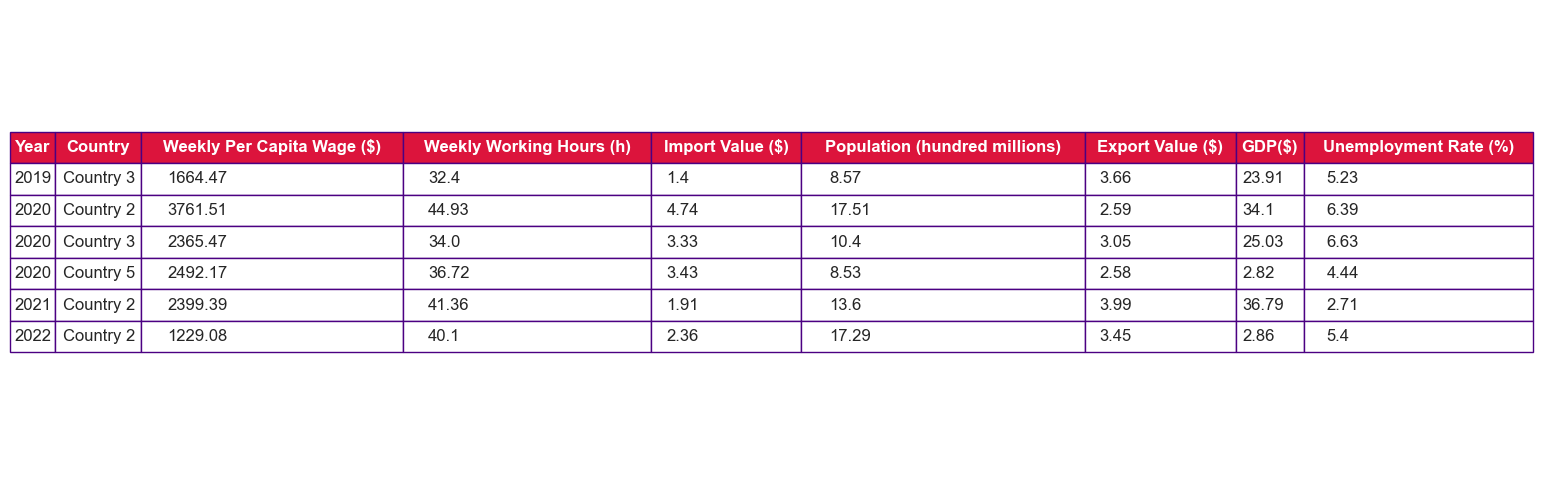 Year Country Weekly Per Capita Wage ($) Weekly Working Hours (h) Import Value ($) Population (hundred millions) Export Value ($) GDP($) Unemployment Rate (%)
2019 Country 3 1664.47 32.4 1.4 8.57 3.66 23.91 5.23
2020 Country 2 3761.51 44.93 4.74 17.51 2.59 34.1 6.39
2020 Country 3 2365.47 34.0 3.33 10.4 3.05 25.03 6.63
2020 Country 5 2492.17 36.72 3.43 8.53 2.58 2.82 4.44
2021 Country 2 2399.39 41.36 1.91 13.6 3.99 36.79 2.71
2022 Country 2 1229.08 40.1 2.36 17.29 3.45 2.86 5.4